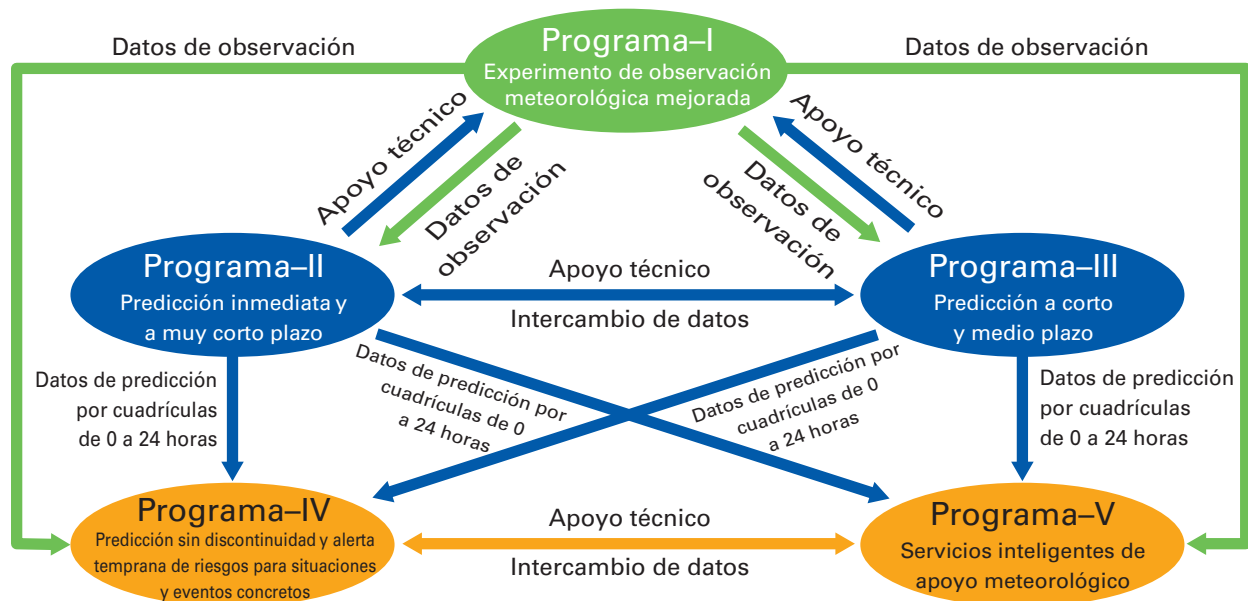 Datos de observación
Programa–I
Experimento de observación
meteorológica mejorada
Datos de observación
Apoyo técnico
Datos de
observación
Datos de
observación
Apoyo técnico
Programa–II
Predicción inmediata y
a muy corto plazo
Apoyo técnico
Intercambio de datos
Programa–III
Predicción a corto
y medio plazo
Datos de predicción
por cuadrículas
de 0 a 24 horas
Datos de predicción por
cuadrículas de 0
a 24 horas
Datos de predicción por
cuadrículas de 0
a 24 horas
Datos de predicción
por cuadrículas
de 0 a 24 horas
Programa–IV
Predicción sin discontinuidad y alerta
temprana de riesgos para situaciones
y eventos concretos
Apoyo técnico
Intercambio de datos
Programa–V
Servicios inteligentes de
apoyo meteorológico